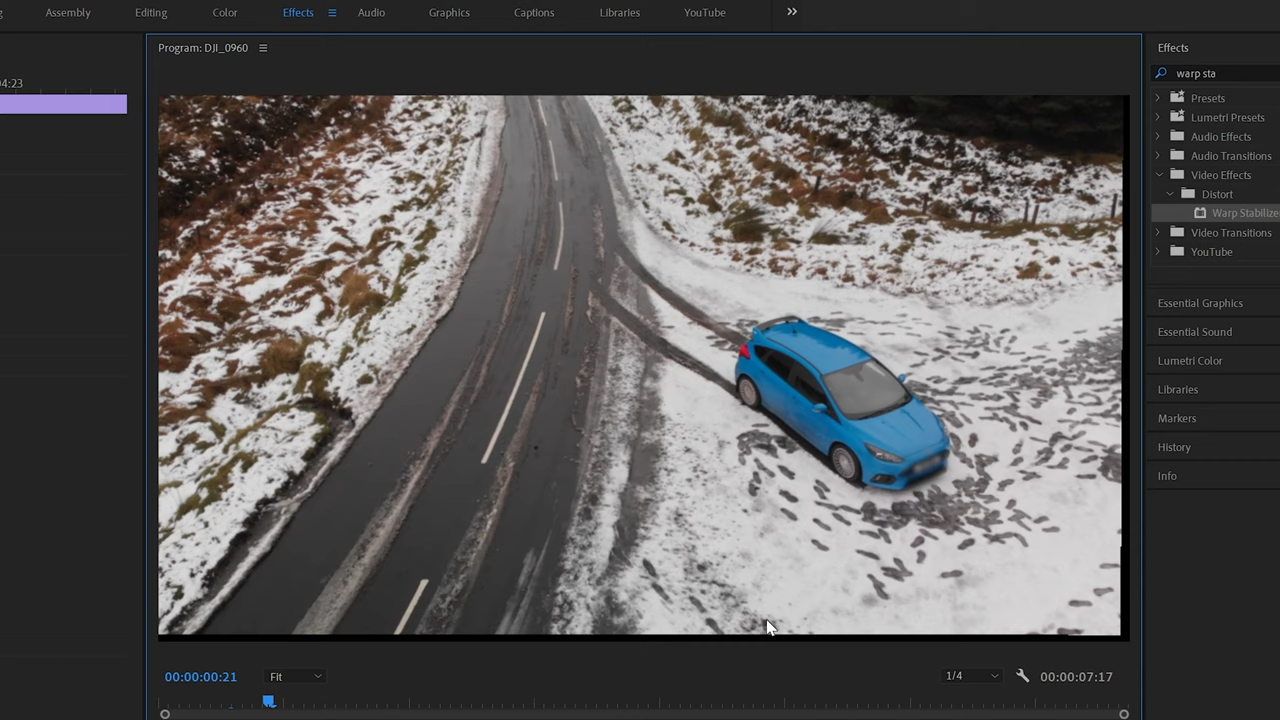 Assembly
Editing
Color
Effects
Audio
Graphics
Captions
Libraries
YouTube
4:23
Program: DJI_0960
Effects
warp sta
Presets
Lumetri Presets
Audio Effects
Audio Transitions
Video Effects
Distort
Warp Stabilize
Video Transitions
YouTube
Essential Graphics
Essential Sound
Lumetri Color
Libraries
Markers
History
Info
00:00:00:21
Fit
1/4
00:00:07:17